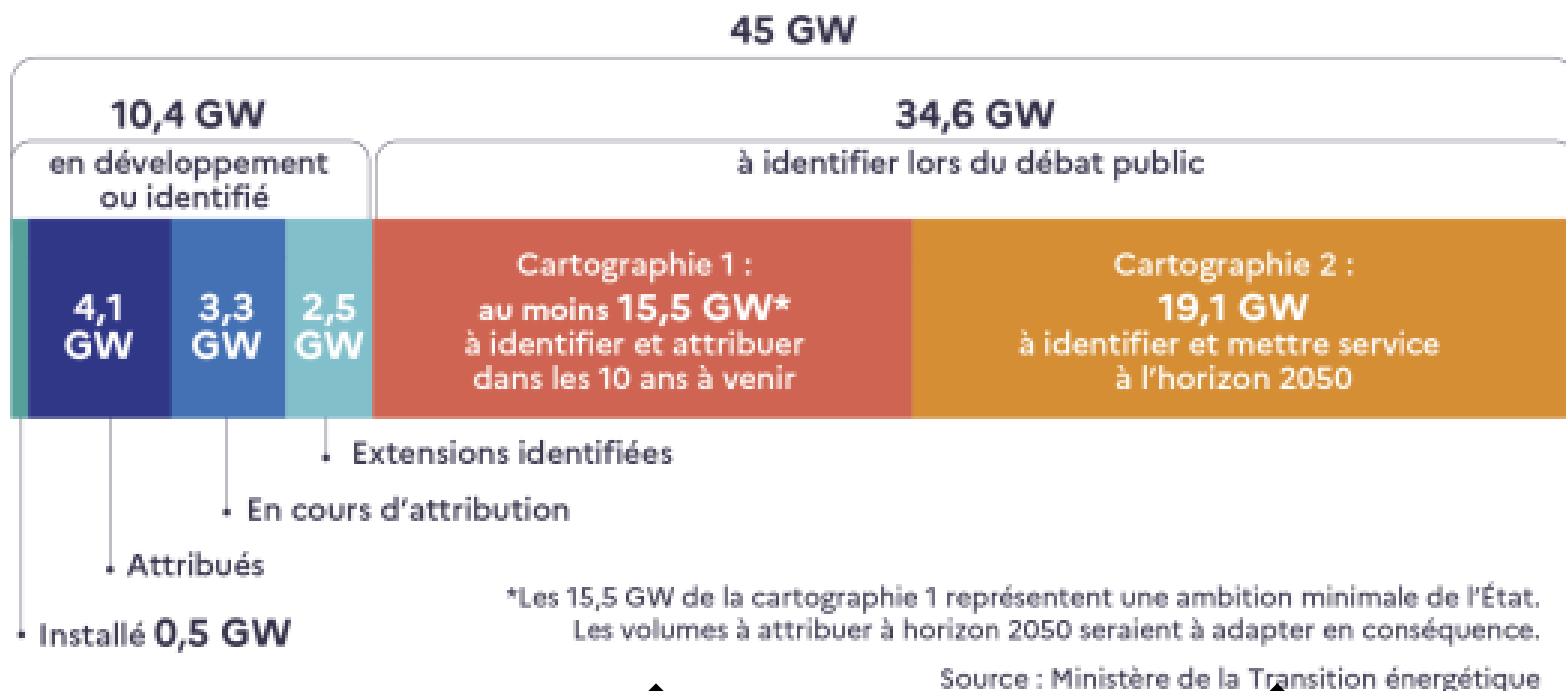 45 GW
10,4 GW
en développement
ou identifié
34,6 GW
à identifier lors du débat public
4,1
GW
3,3
GW
2,5
GW
Cartographie 1 :
au moins 15,5 GW*
à identifier et attribuer
dans les 10 ans à venir
Cartographie 2 :
19,1 GW
à identifier et mettre service
à l'horizon 2050
Extensions identifiées
En cours d'attribution
Attribués
Installé 0,5 GW
*Les 15,5 GW de la cartographie 1 représentent une ambition minimale de l'État.
Les volumes à attribuer à horizon 2050 seraient à adapter en conséquence.
Source : Ministère de la Transition énergétique